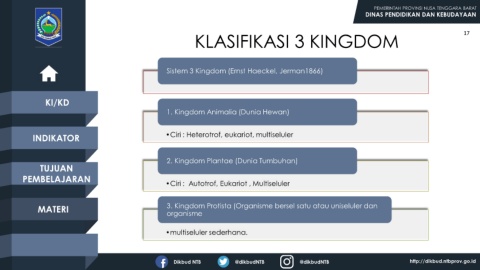 PEMERINTAH PROVINSI NUSA TENGGARA BARAT
DINAS PENDIDIKAN DAN KEBUDAYAAN
17
KLASIFIKASI 3 KINGDOM
Sistem 3 Kingdom (Ernst Haeckel, Jerman1866)
KI/KD
1. Kingdom Animalia (Dunia Hewan)
•Ciri : Heterotrof, eukariot, multiseluler
INDIKATOR
2. Kingdom Plantae (Dunia Tumbuhan)
•Ciri : Autotrof, Eukariot , Multiseluler
TUJUAN
PEMBELAJARAN
3. Kingdom Protista (Organisme bersel satu atau uniseluler dan
organisme
•multiseluler sederhana.
MATERI
Dikbud NTB
@dikbudNTB
@dikbudNTB
http://dikbud.ntbprov.go.id